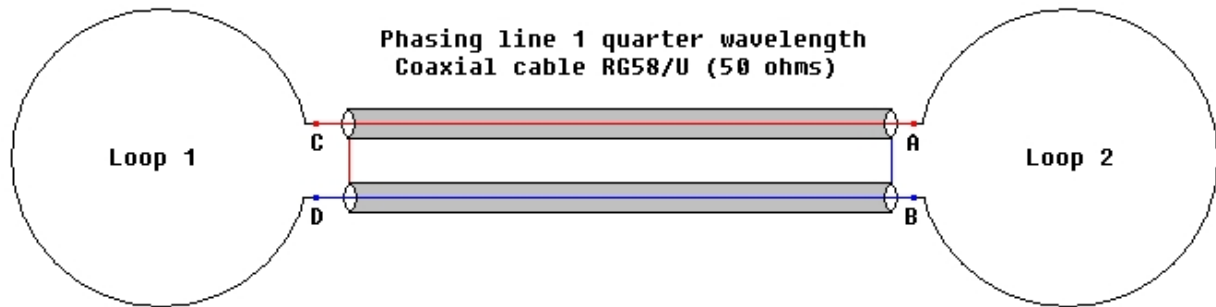 Phasing line 1 quarter wavelength
Coaxial cable RG58/U (50 ohms)
C
A
Loop 1
Loop 2
D
B